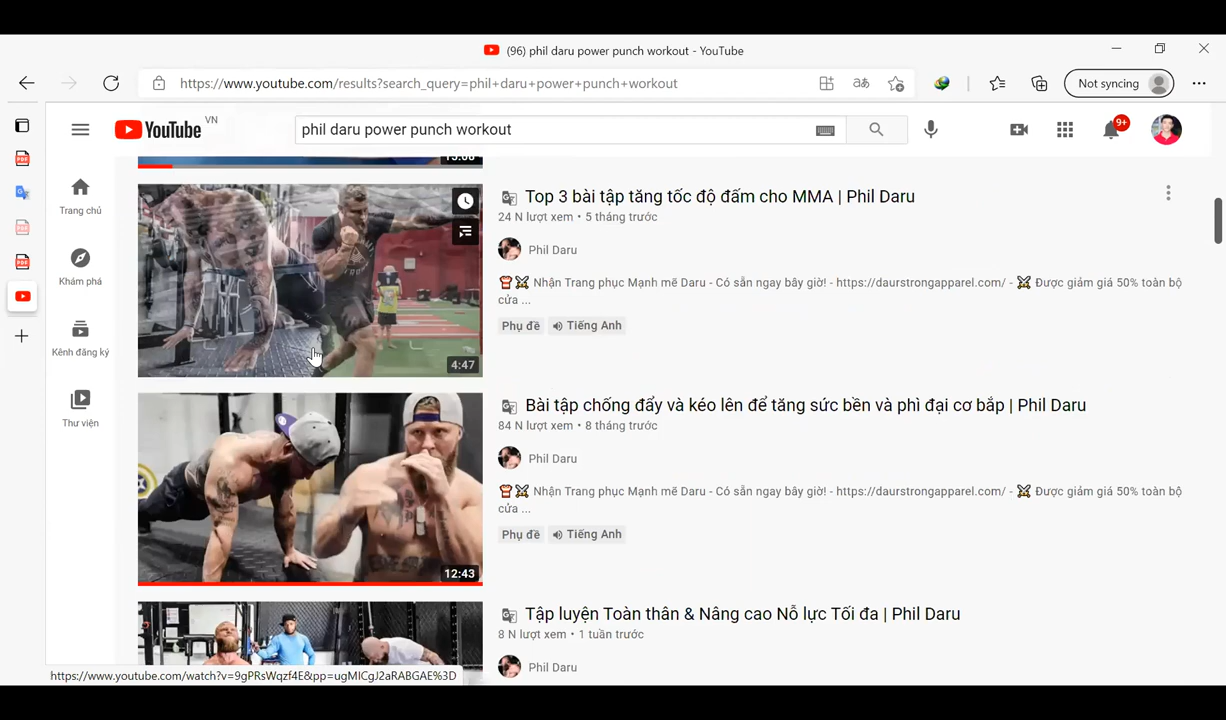 (96) phil daru power punch workout - YouTube
https://www.youtube.com/results?search_query=phil+daru+power+punch+workout
аあ
Not syncing
YouTube VN
phil daru power punch workout
9+
PDF
Trang chủ
Khám phá
Kênh đăng ký
Thư viện
Top 3 bài tập tăng tốc độ đấm cho MMA | Phil Daru
24 N lượt xem • 5 tháng trước
Phil Daru
Nhận Trang phục Mạnh mẽ Daru - Có sẵn ngay bây giờ! - https://daurstrongapparel.com/ - Được giảm giá 50% toàn bộ
cửa ...
Phụ đề Tiếng Anh
4:47
Bài tập chống đẩy và kéo lên để tăng sức bền và phì đại cơ bắp | Phil Daru
84 N lượt xem • 8 tháng trước
Phil Daru
Nhận Trang phục Mạnh mẽ Daru - Có sẵn ngay bây giờ! - https://daurstrongapparel.com/ - Được giảm giá 50% toàn bộ
cửa ...
Phụ đề Tiếng Anh
12:43
Tập luyện Toàn thân & Nâng cao Nỗ lực Tối đa | Phil Daru
8 N lượt xem • 1 tuần trước
Phil Daru
https://www.youtube.com/watch?v=9gPRsWqzf4E&pp=ugMICgJ2aRABGAE%3D